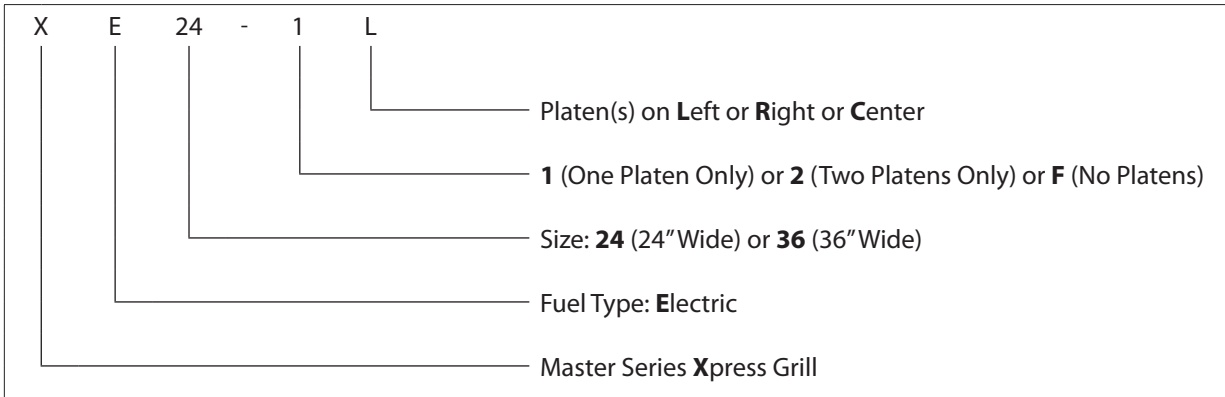 X E 24 - 1 L
Platen(s) on Left or Right or Center
1 (One Platen Only) or 2 (Two Platens Only) or F (No Platens)
Size: 24 (24” Wide) or 36 (36” Wide)
Fuel Type: Electric
Master Series Xpress Grill